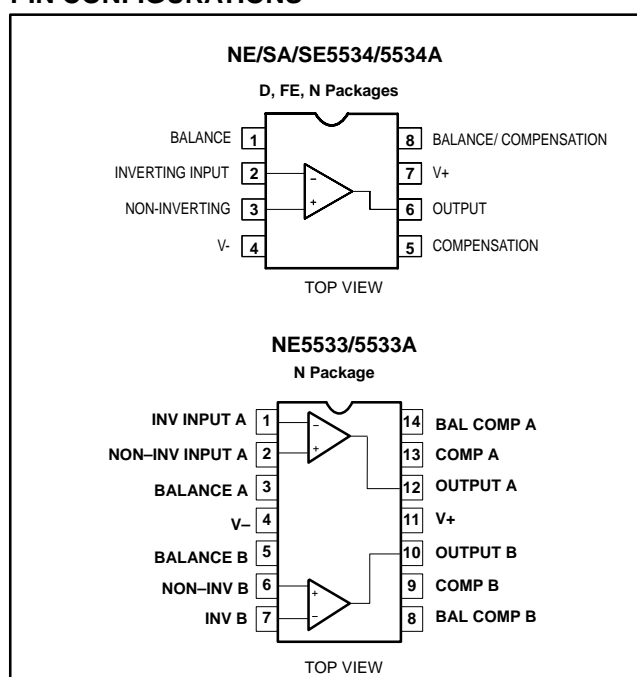 PIN CONFIGURATIONS
NE/SA/SE5534/5534A
D, FE, N Packages
BALANCE 1 8 BALANCE/ COMPENSATION
INVERTING INPUT 2 – 7 V+
NON-INVERTING 3 + 6 OUTPUT
V- 4 5 COMPENSATION
TOP VIEW
NE5533/5533A
N Package
INV INPUT A 1 – 14 BAL COMP A
NON–INV INPUT A 2 + 13 COMP A
BALANCE A 3 12 OUTPUT A
V– 4 11 V+
BALANCE B 5 10 OUTPUT B
NON–INV B 6 + 9 COMP B
INV B 7 – 8 BAL COMP B
TOP VIEW